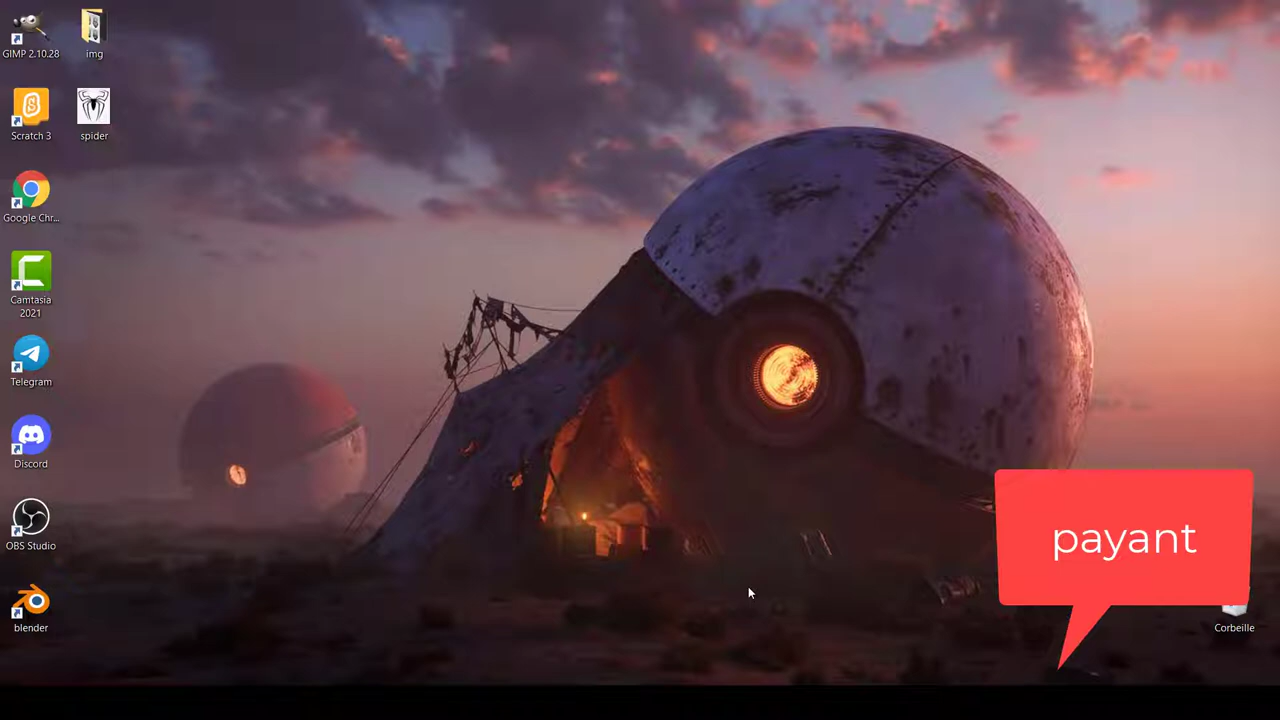 GIMP 2.10.28
img
Scratch 3
spider
Google Chr...
Camtasia
2021
Telegram
Discord
OBS Studio
blender
payant
Corbeille